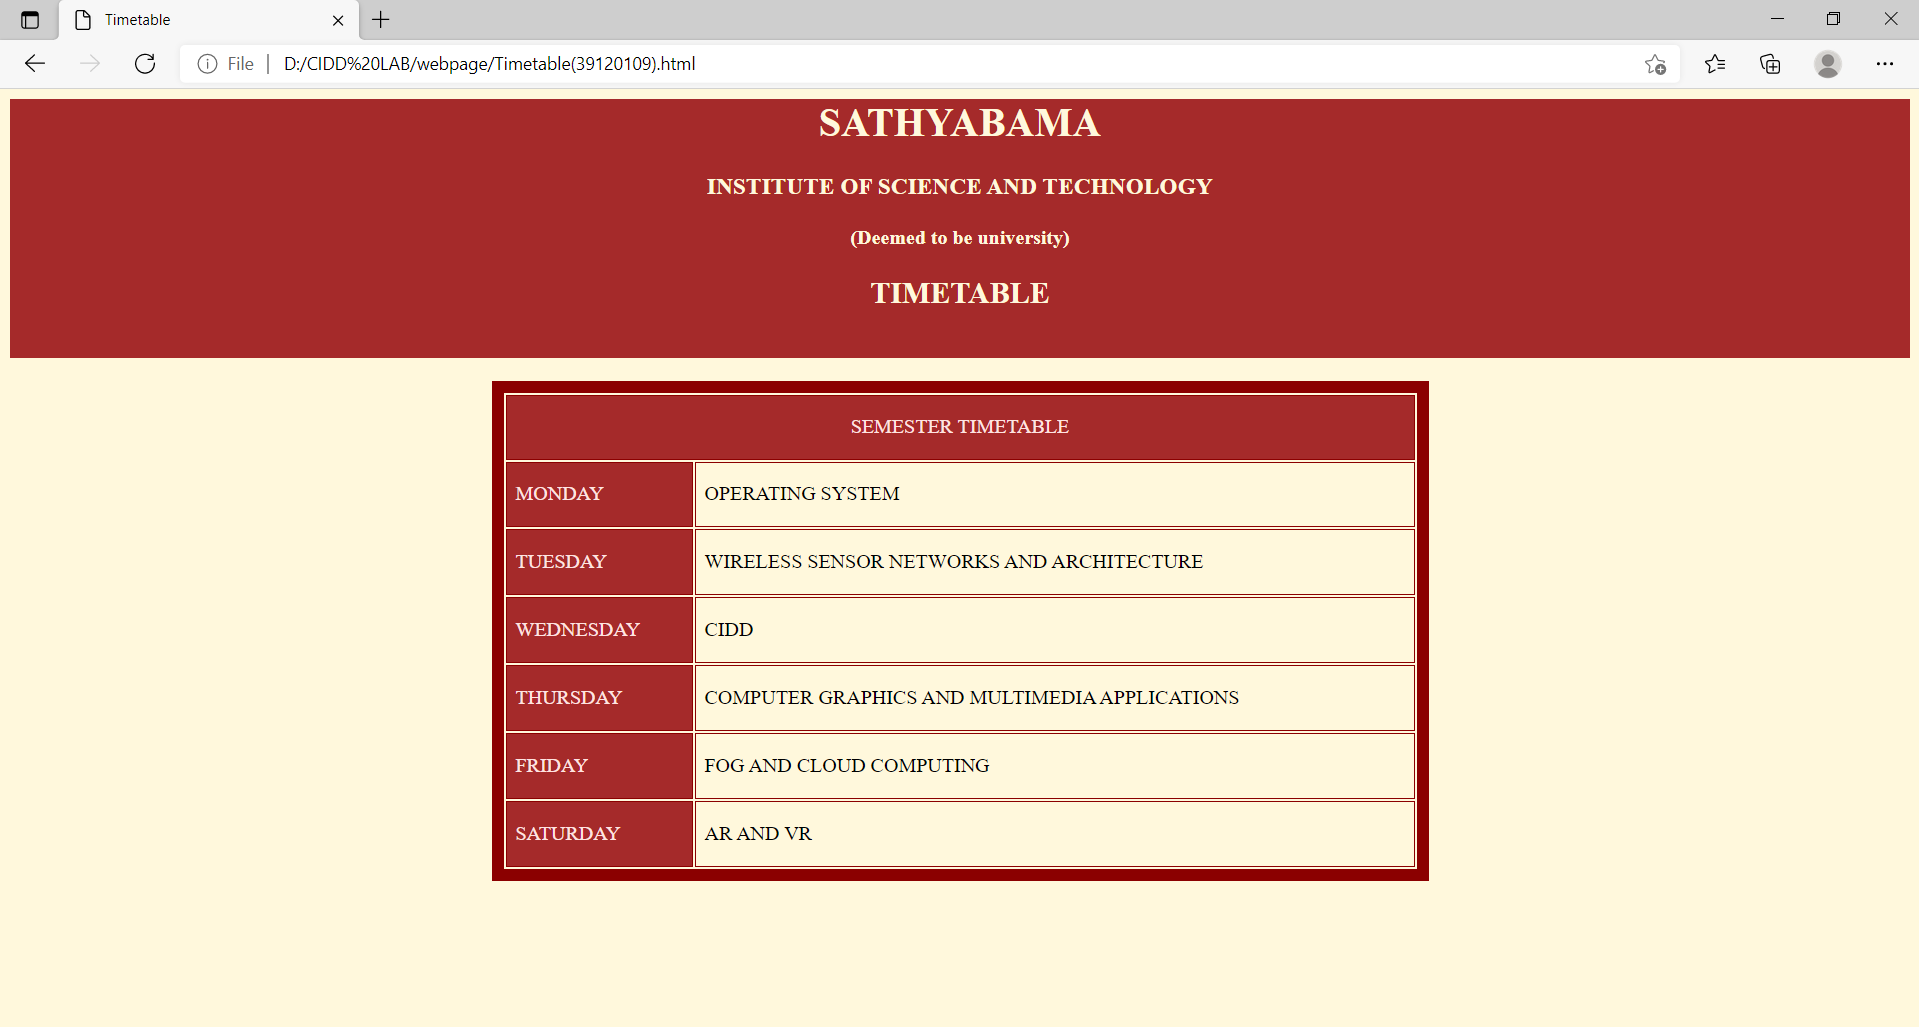 Timetable
File
D:/CIDD%20LAB/webpage/Timetable(39120109).html
SATHYABAMA
INSTITUTE OF SCIENCE AND TECHNOLOGY
(Deemed to be university)
TIMETABLE
SEMESTER TIMETABLE
MONDAY OPERATING SYSTEM
TUESDAY WIRELESS SENSOR NETWORKS AND ARCHITECTURE
WEDNESDAY CIDD
THURSDAY COMPUTER GRAPHICS AND MULTIMEDIA APPLICATIONS
FRIDAY FOG AND CLOUD COMPUTING
SATURDAY AR AND VR